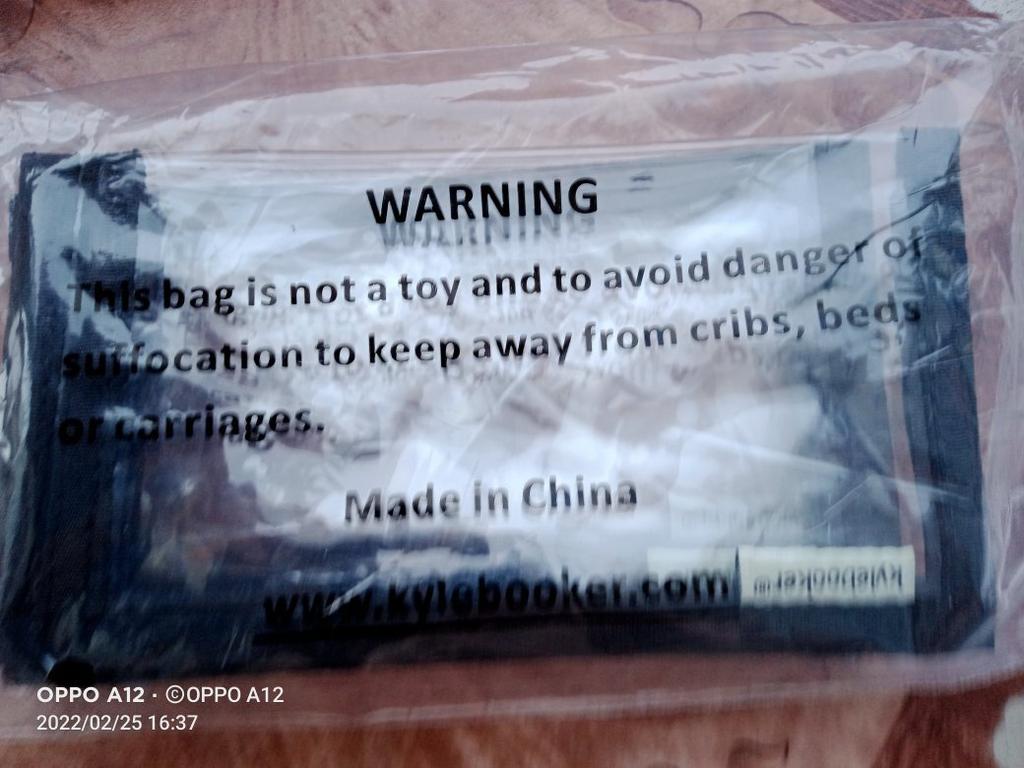 WARNING
This bag is not a toy and to avoid danger of
suffocation to keep away from cribs, beds
or carriages.
Made in China
www.kylebooker.com
kylebooker™
OPPO A12 · ©OPPO A12
2022/02/25 16:37